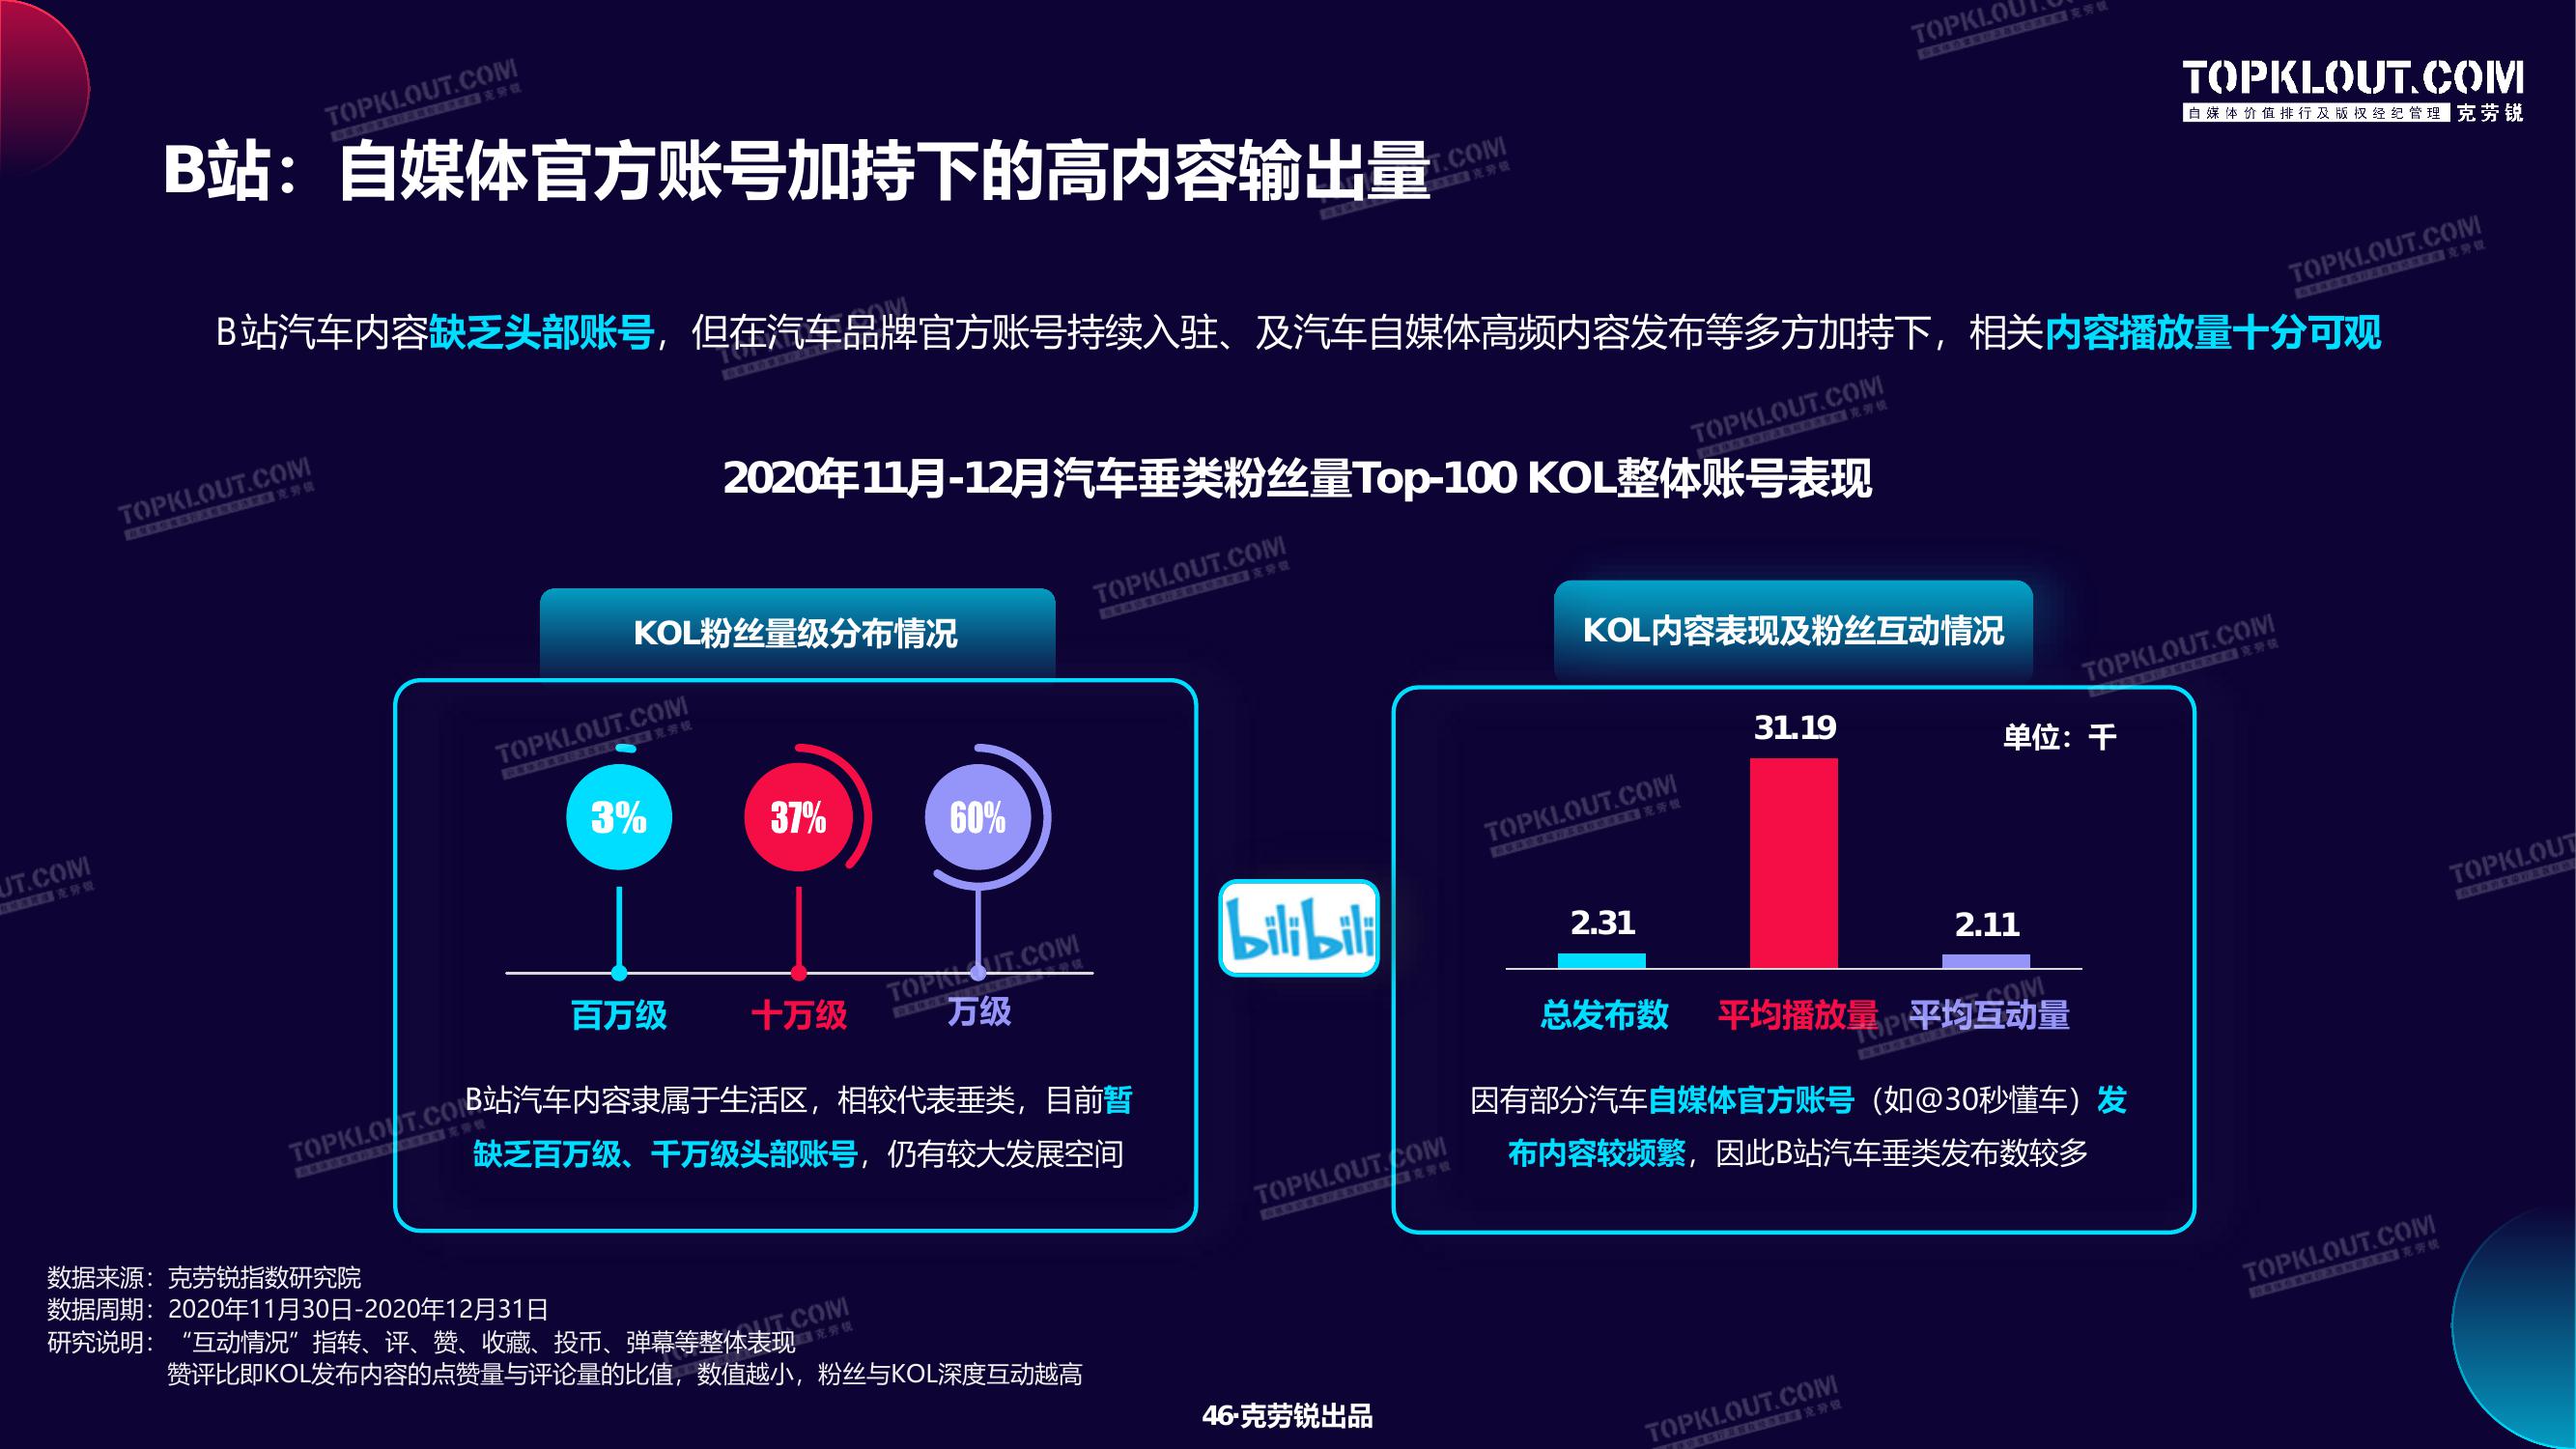 TOPKLOUT.COM
自媒体价值排行及版权经纪管理 克劳锐
B站：自媒体官方账号加持下的高内容输出量
B站汽车内容缺乏头部账号，但在汽车品牌官方账号持续入驻、及汽车自媒体高频内容发布等多方加持下，相关内容播放量十分可观
2020年11月-12月汽车垂类粉丝量Top-100 KOL整体账号表现
KOL粉丝量级分布情况
3%
37%
60%
百万级
十万级
万级
B站汽车内容隶属于生活区，相较代表垂类，目前暂
缺乏百万级、千万级头部账号，仍有较大发展空间
bilibili
KOL内容表现及粉丝互动情况
单位：千
2.31
31.19
2.11
总发布数
平均播放量
平均互动量
因有部分汽车自媒体官方账号（如@30秒懂车）发
布内容较频繁，因此B站汽车垂类发布数较多
数据来源：克劳锐指数研究院
数据周期：2020年11月30日-2020年12月31日
研究说明：“互动情况”指转、评、赞、收藏、投币、弹幕等整体表现
赞评比即KOL发布内容的点赞量与评论量的比值，数值越小，粉丝与KOL深度互动越高
46·克劳锐出品